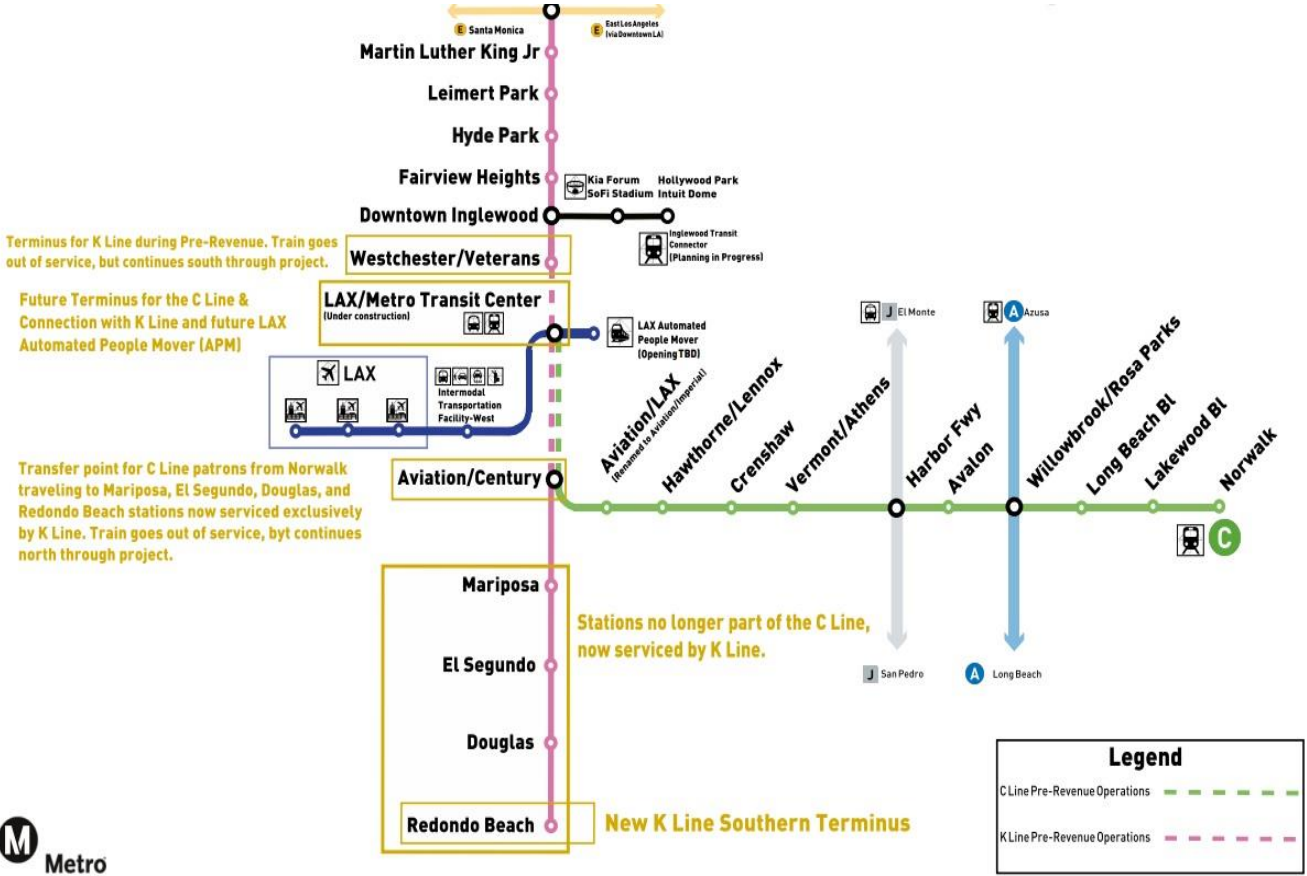 E Santa Monica
E East Los Angeles
(via Downtown LA)
Martin Luther King Jr
Leimert Park
Hyde Park
Fairview Heights
Kia Forum
SoFi Stadium
Hollywood Park
Intuit Dome
Downtown Inglewood
Inglewood Transit
Connector
(Planning in Progress)
Terminus for K Line during Pre-Revenue. Train goes
out of service, but continues south through project.
Westchester/Veterans
Future Terminus for the C Line &
Connection with K Line and future LAX
Automated People Mover (APM)
LAX/Metro Transit Center
(Under construction)
LAX Automated
People Mover
(Opening TBD)
LAX
Intermodal
Transportation
Facility-West
J El Monte
A Azusa
Transfer point for C Line patrons from Norwalk
traveling to Mariposa, El Segundo, Douglas, and
Redondo Beach stations now serviced exclusively
by K Line. Train goes out of service, byt continues
north through project.
Aviation/Century
Aviation/LAX
(Renamed to Aviation/Imperial)
Hawthorne/Lennox
Crenshaw
Vermont/Athens
Harbor Fwy
Avalon
Willowbrook/Rosa Parks
Long Beach Bl
Lakewood Bl
Norwalk
C
Mariposa
El Segundo
Douglas
Redondo Beach
Stations no longer part of the C Line,
now serviced by K Line.
New K Line Southern Terminus
J San Pedro
A Long Beach
Legend
C Line Pre-Revenue Operations
K Line Pre-Revenue Operations
M Metro